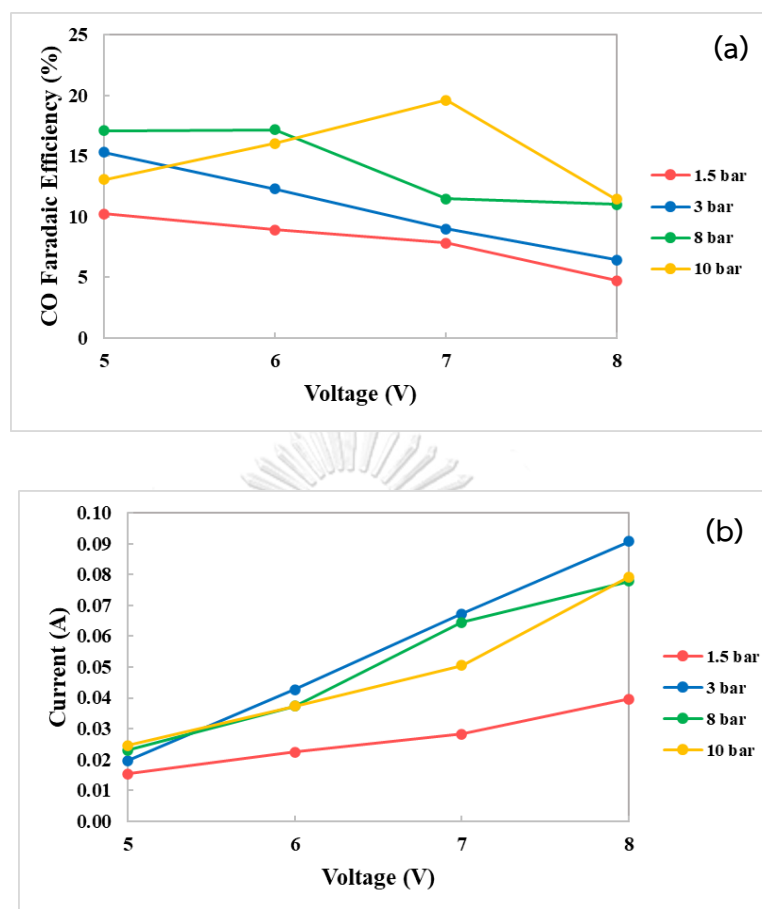 (a)
25
20
15
10
5
0
CO Faradaic Efficiency (%)
5 6 7 8
Voltage (V)
1.5 bar
3 bar
8 bar
10 bar
(b)
0.10
0.09
0.08
0.07
0.06
0.05
0.04
0.03
0.02
0.01
0.00
Current (A)
5 6 7 8
Voltage (V)
1.5 bar
3 bar
8 bar
10 bar